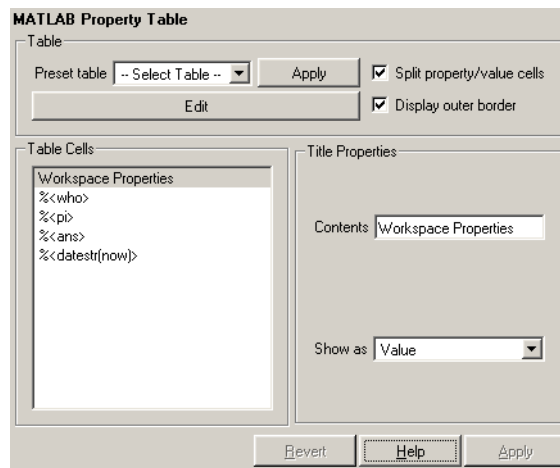 MATLAB Property Table
Table
Preset table -- Select Table -- Apply Split property/value cells
Edit Display outer border
Table Cells
Workspace Properties
%<who>
%<pi>
%<ans>
%<datestr(now)>
Title Properties
Contents Workspace Properties
Show as Value
Revert Help Apply